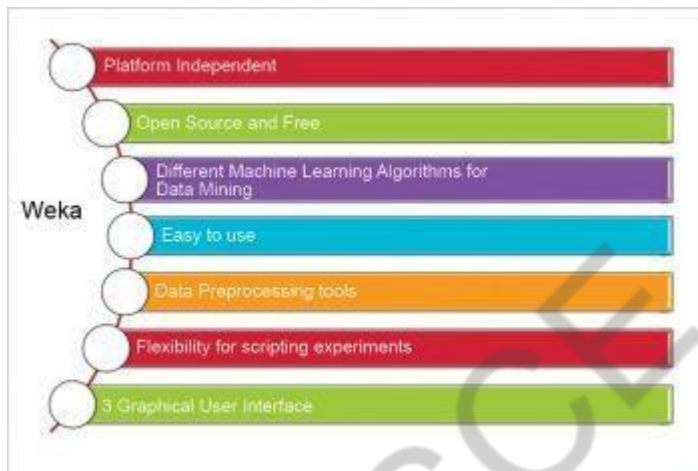 Platform Independent
Open Source and Free
Different Machine Learning Algorithms for
Data Mining
Weka
Easy to use
Data Preprocessing tools
Flexibility for scripting experiments
3 Graphical User Interface
SCE